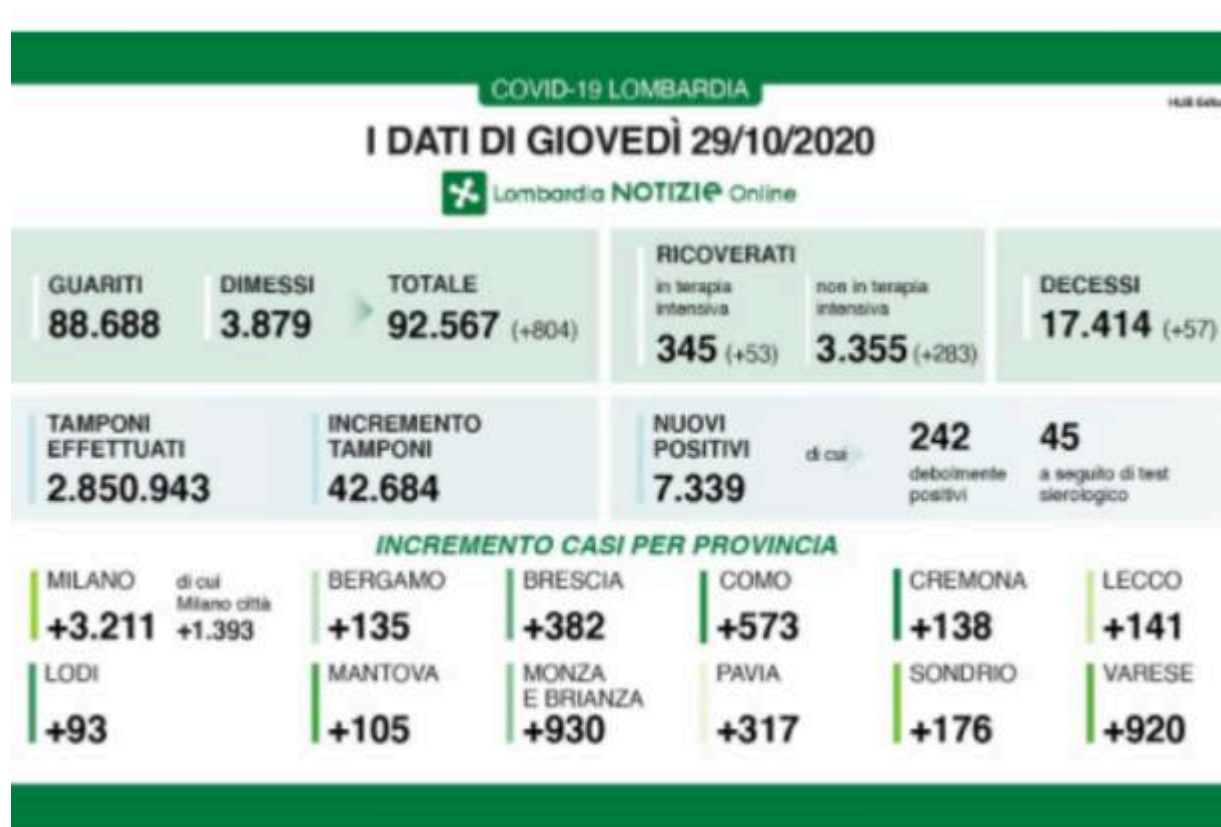 COVID-19 LOMBARDIA
HUB
I DATI DI GIOVEDÌ 29/10/2020
Lombardia NOTIZIE Online
GUARITI
88.688
DIMESSI
3.879
TOTALE
92.567 (+804)
RICOVERATI
in terapia
intensiva
345 (+53)
non in terapia
intensiva
3.355 (+283)
DECESSI
17.414 (+57)
TAMPONI
EFFETTUATI
2.850.943
INCREMENTO
TAMPONI
42.684
NUOVI
POSITIVI
7.339
di cui
242
debolmente
positivi
45
a seguito di test
sierologico
INCREMENTO CASI PER PROVINCIA
MILANO
+3.211
di cui
Milano città
+1.393
BERGAMO
+135
BRESCIA
+382
COMO
+573
CREMONA
+138
LECCO
+141
LODI
+93
MANTOVA
+105
MONZA
E BRIANZA
+930
PAVIA
+317
SONDRIO
+176
VARESE
+920